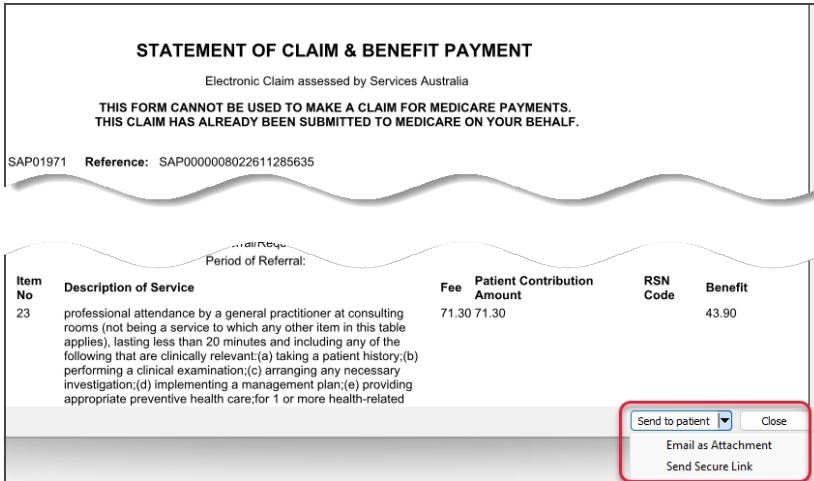 STATEMENT OF CLAIM & BENEFIT PAYMENT
Electronic Claim assessed by Services Australia
THIS FORM CANNOT BE USED TO MAKE A CLAIM FOR MEDICARE PAYMENTS.
THIS CLAIM HAS ALREADY BEEN SUBMITTED TO MEDICARE ON YOUR BEHALF.
SAP01971 Reference: SAP0000008022611285635
Period of Referral:
Item No Description of Service Fee Patient Contribution Amount RSN Code Benefit
23 professional attendance by a general practitioner at consulting 71.30 71.30 43.90
rooms (not being a service to which any other item in this table
applies), lasting less than 20 minutes and including any of the
following that are clinically relevant:(a) taking a patient history;(b)
performing a clinical examination;(c) arranging any necessary
investigation;(d) implementing a management plan;(e) providing
appropriate preventive health care;for 1 or more health-related
Send to patient Close
Email as Attachment
Send Secure Link